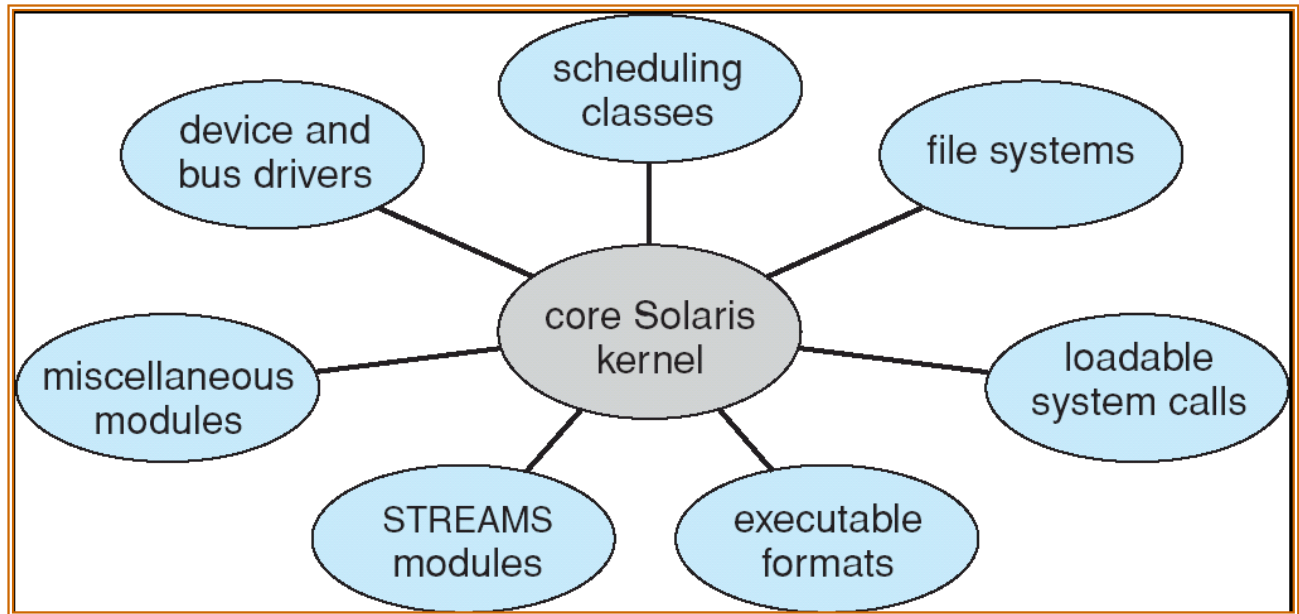 scheduling
classes
device and
bus drivers
file systems
core Solaris
kernel
miscellaneous
modules
loadable
system calls
STREAMS
modules
executable
formats